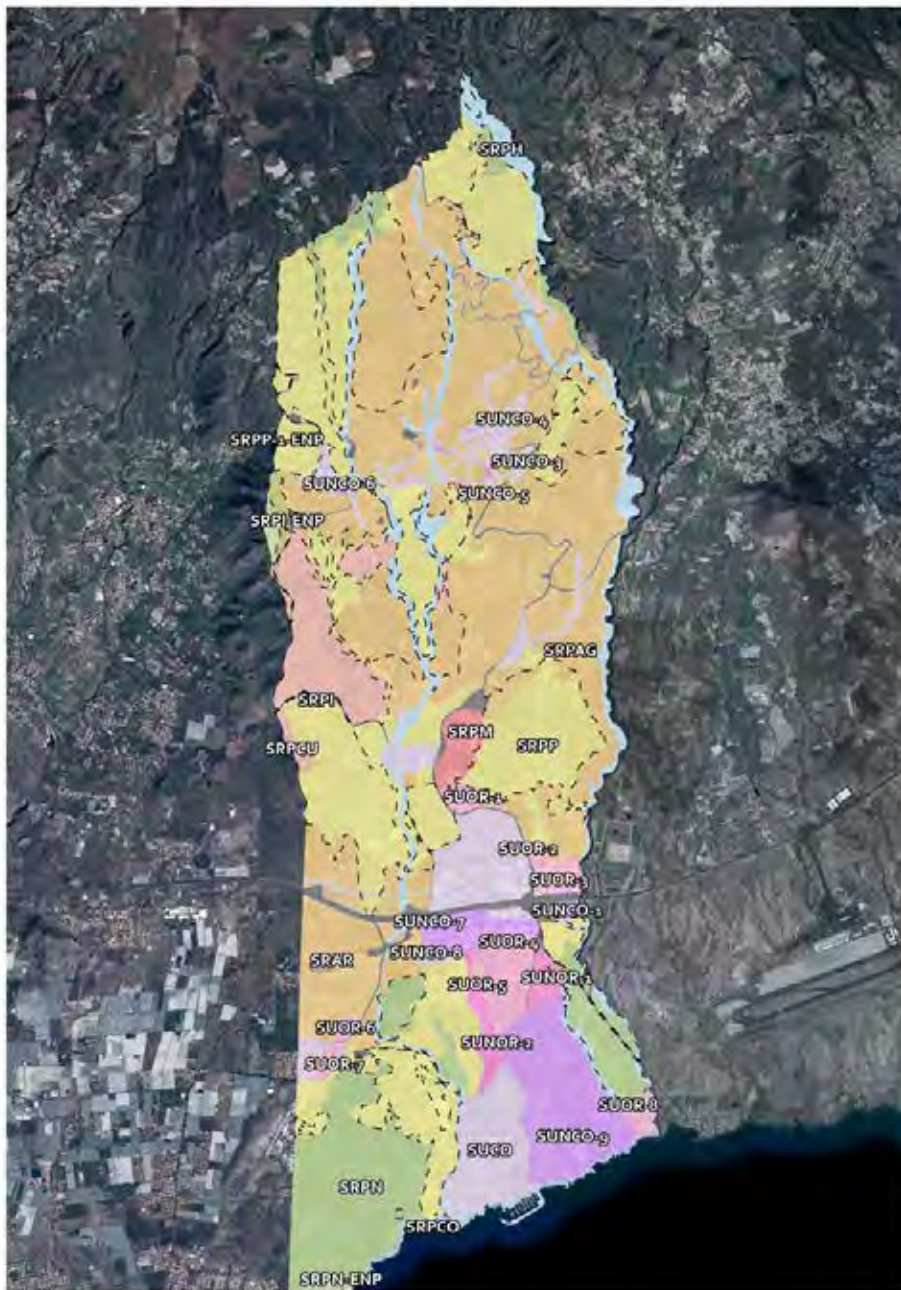 SRPH
SUNCO-4
SRPP-1-ENP
SUNCO-3
SUNCO-6
SUNCO-5
SRPI-ENP
SRPAG
SRPI
SRPM
SRPP
SRPCU
SUOR-1
SUOR-2
SUOR-3
SUNCO-1
SUNCO-7
SUOR-4
SUNCO-8
SRAR
SUNOR-1
SUOR-5
SUOR-6
SUNOR-2
SUOR-7
SUOR-8
SUNCO-9
SUCO
SRPN
SRPCO
SRPN-ENP